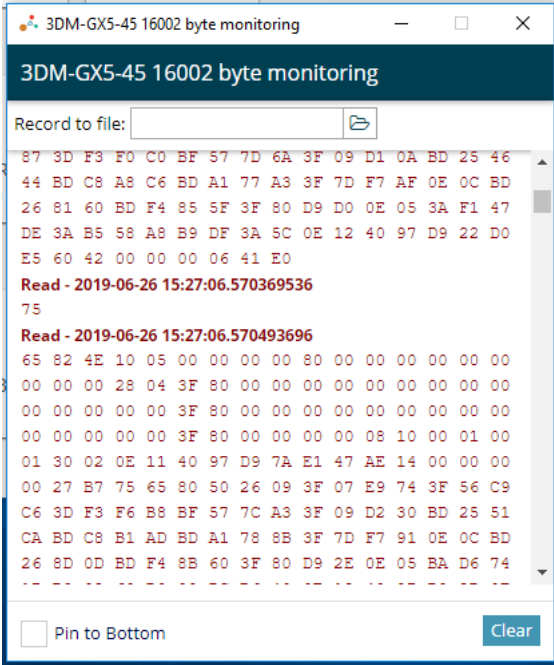 3DM-GX5-45 16002 byte monitoring
3DM-GX5-45 16002 byte monitoring
Record to file:
87 3D F3 F0 C0 BF 57 7D 6A 3F 09 D1 0A BD 25 46
44 BD C8 A8 C6 BD A1 77 A3 3F 7D F7 AF 0E 0C BD
26 81 60 BD F4 85 5F 3F 80 D9 D0 0E 05 3A F1 47
DE 3A B5 58 A8 B9 DF 3A 5C 0E 12 40 97 D9 22 D0
E5 60 42 00 00 00 06 41 E0
Read - 2019-06-26 15:27:06.570369536
75
Read - 2019-06-26 15:27:06.570493696
65 82 4E 10 05 00 00 00 00 80 00 00 00 00 00 00
00 00 00 28 04 3F 80 00 00 00 00 00 00 00 00 00
00 00 00 00 00 3F 80 00 00 00 00 00 00 00 00 00
00 00 00 00 00 3F 80 00 00 00 00 08 10 00 01 00
01 30 02 0E 11 40 97 D9 7A E1 47 AE 14 00 00 00
00 27 B7 75 65 80 50 26 09 3F 07 E9 74 3F 56 C9
C6 3D F3 F6 B8 BF 57 7C A3 3F 09 D2 30 BD 25 51
CA BD C8 B1 AD BD A1 78 8B 3F 7D F7 91 0E 0C BD
26 8D 0D BD F4 8B 60 3F 80 D9 2E 0E 05 BA D6 74
Pin to Bottom
Clear